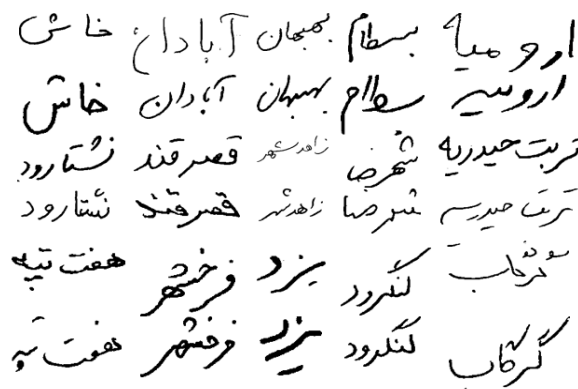 ارومیه بسطام بهبهان آبادان خاش
ارومیه بسطام بهبهان آبادان خاش
تربت حیدریه شهرضا زاهدشهر قصرقند نشتارود
تربت حیدریه شهرضا زاهدشهر قصرقند نشتارود
گرگاب لنگرود یزد فرخشهر هفت تپه
گرگاب لنگرود یزد فرخشهر هفت تپه